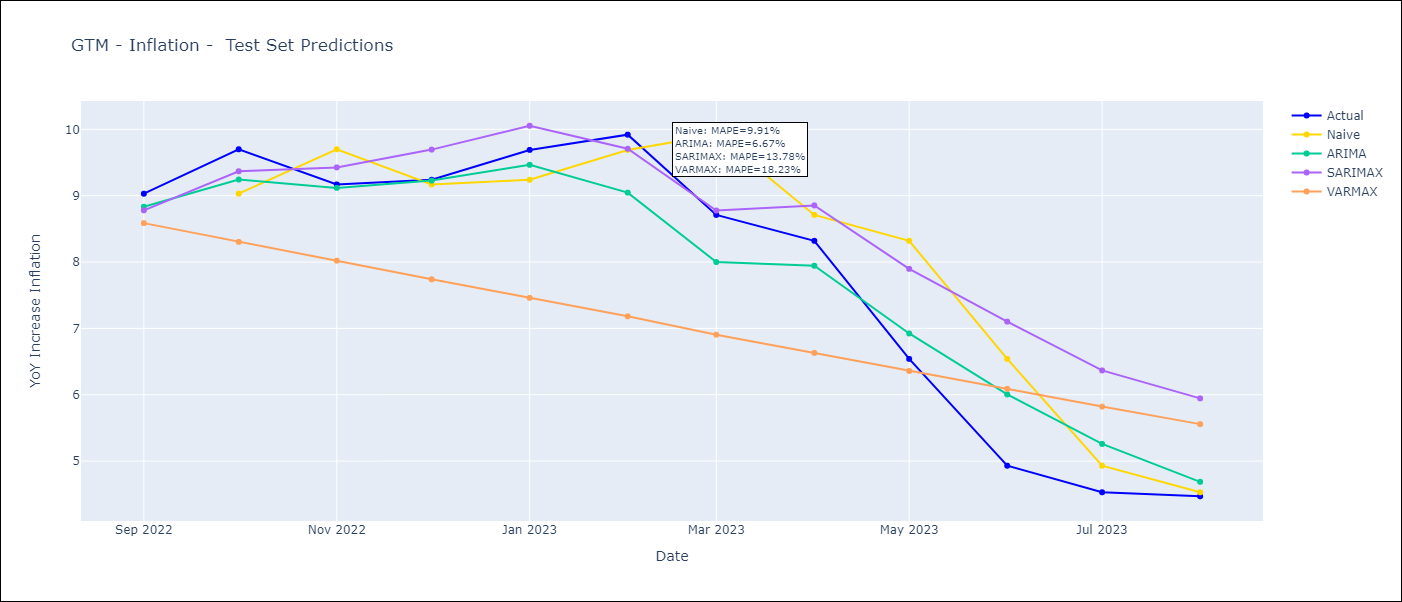 GTM - Inflation -  Test Set Predictions
Naive: MAPE=9.91%
ARIMA: MAPE=6.67%
SARIMAX: MAPE=13.78%
VARMAX: MAPE=18.23%
Actual
Naive
ARIMA
SARIMAX
VARMAX
YoY Increase Inflation
10
9
8
7
6
5
Sep 2022
Nov 2022
Jan 2023
Mar 2023
May 2023
Jul 2023
Date